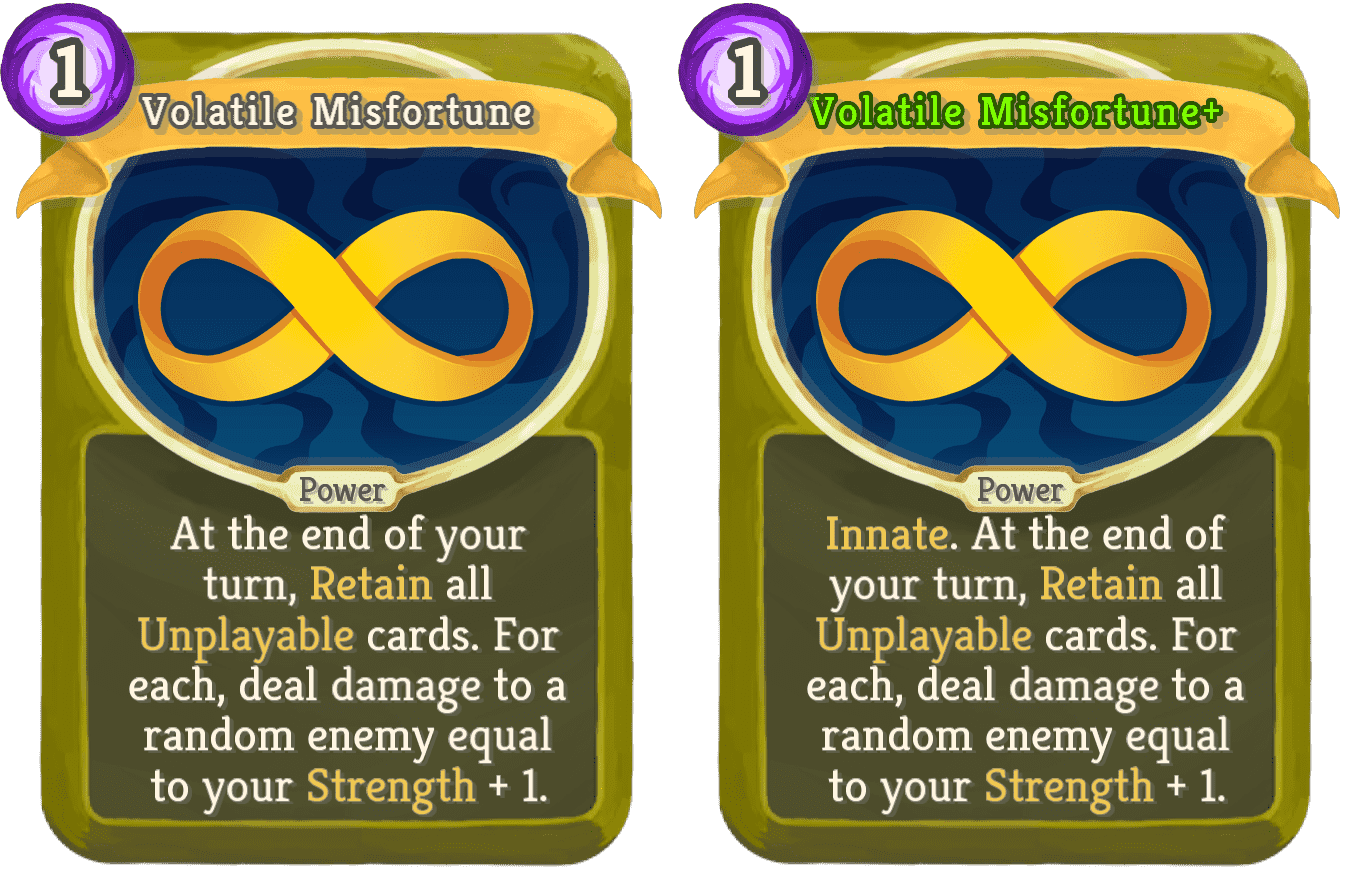 1
Volatile Misfortune
Power
At the end of your
turn, Retain all
Unplayable cards. For
each, deal damage to a
random enemy equal
to your Strength + 1.
1
Volatile Misfortune+
Power
Innate. At the end of
your turn, Retain all
Unplayable cards. For
each, deal damage to a
random enemy equal
to your Strength + 1.